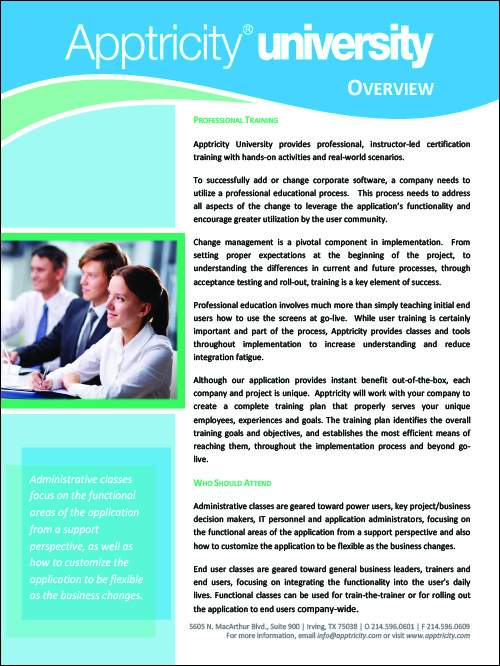 Apptricity® university
OVERVIEW
PROFESSIONAL TRAINING
Apptricity University provides professional, instructor-led certification
training with hands-on activities and real-world scenarios.
To successfully add or change corporate software, a company needs to
utilize a professional educational process. This process needs to address
all aspects of the change to leverage the application's functionality and
encourage greater utilization by the user community.
Change management is a pivotal component in implementation. From
setting proper expectations at the beginning of the project, to
understanding the differences in current and future processes, through
acceptance testing and roll-out, training is a key element of success.
Professional education involves much more than simply teaching initial end
users how to use the screens at go-live. While user training is certainly
important and part of the process, Apptricity provides classes and tools
throughout implementation to increase understanding and reduce
integration fatigue.
Although our application provides instant benefit out-of-the-box, each
company and project is unique. Apptricity will work with your company to
create a complete training plan that properly serves your unique
employees, experiences and goals. The training plan identifies the overall
training goals and objectives, and establishes the most efficient means of
reaching them, throughout the implementation process and beyond go-
live.
Administrative classes
focus on the functional
areas of the application
from a support
perspective, as well as
how to customize the
application to be flexible
as the business changes.
WHO SHOULD ATTEND
Administrative classes are geared toward power users, key project/business
decision makers, IT personnel and application administrators, focusing on
the functional areas of the application from a support perspective and also
how to customize the application to be flexible as the business changes.
End user classes are geared toward general business leaders, trainers and
end users, focusing on integrating the functionality into the user's daily
lives. Functional classes can be used for train-the-trainer or for rolling out
the application to end users company-wide.
5605 N. MacArthur Blvd., Suite 900 | Irving, TX 75038 | O 214.596.0601 | F 214.596.0609
For more information, email info@apptricity.com or visit www.apptricity.com